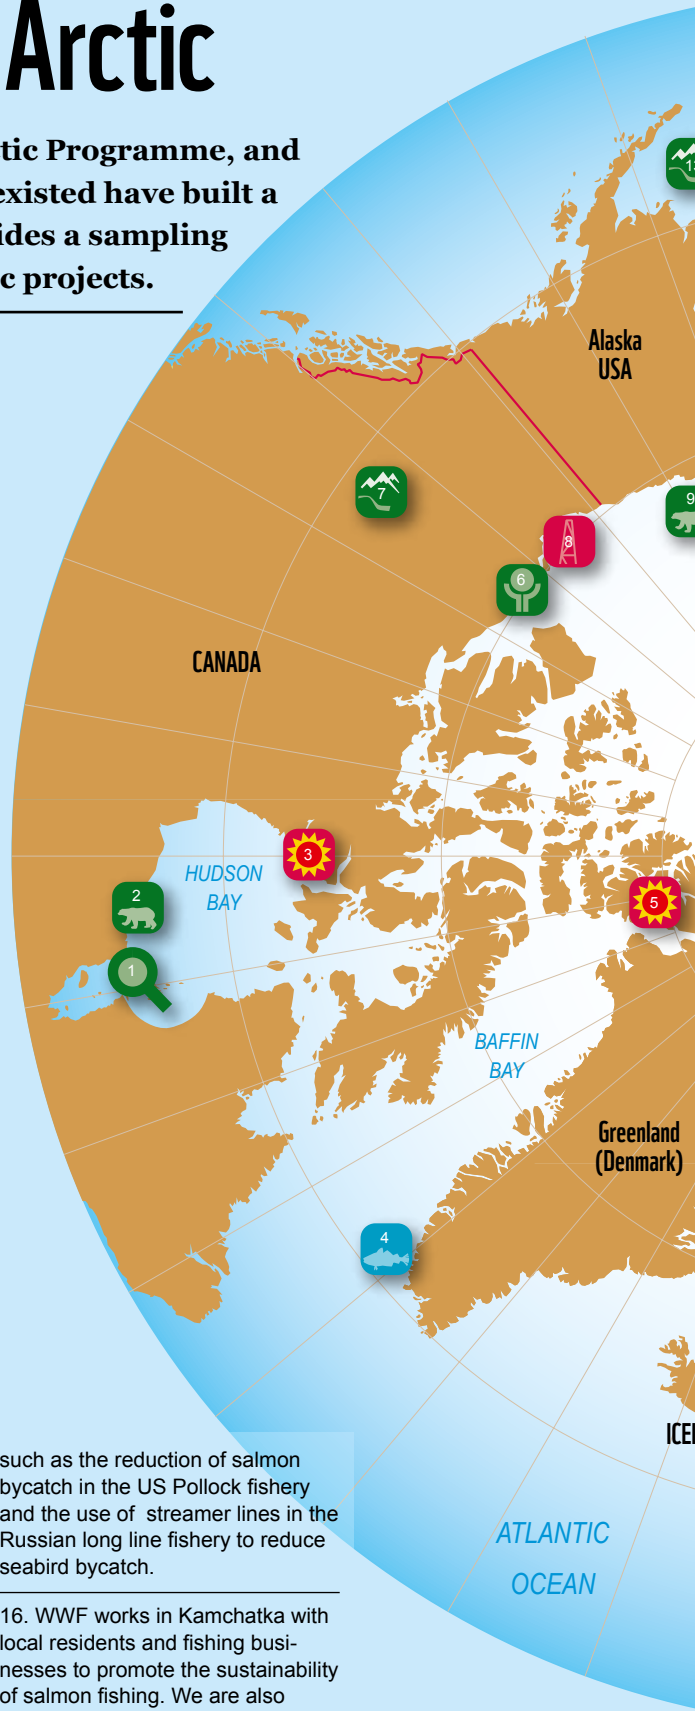 Arctic
tic Programme, and
existed have built a
ides a sampling
c projects.
Alaska
USA
7
9
8
6
CANADA
3
HUDSON
BAY
2
5
1
BAFFIN
BAY
Greenland
(Denmark)
4
such as the reduction of salmon
bycatch in the US Pollock fishery
and the use of streamer lines in the
Russian long line fishery to reduce
seabird bycatch.
ATLANTIC
OCEAN
16. WWF works in Kamchatka with
local residents and fishing busi-
nesses to promote the sustainability
of salmon fishing. We are also